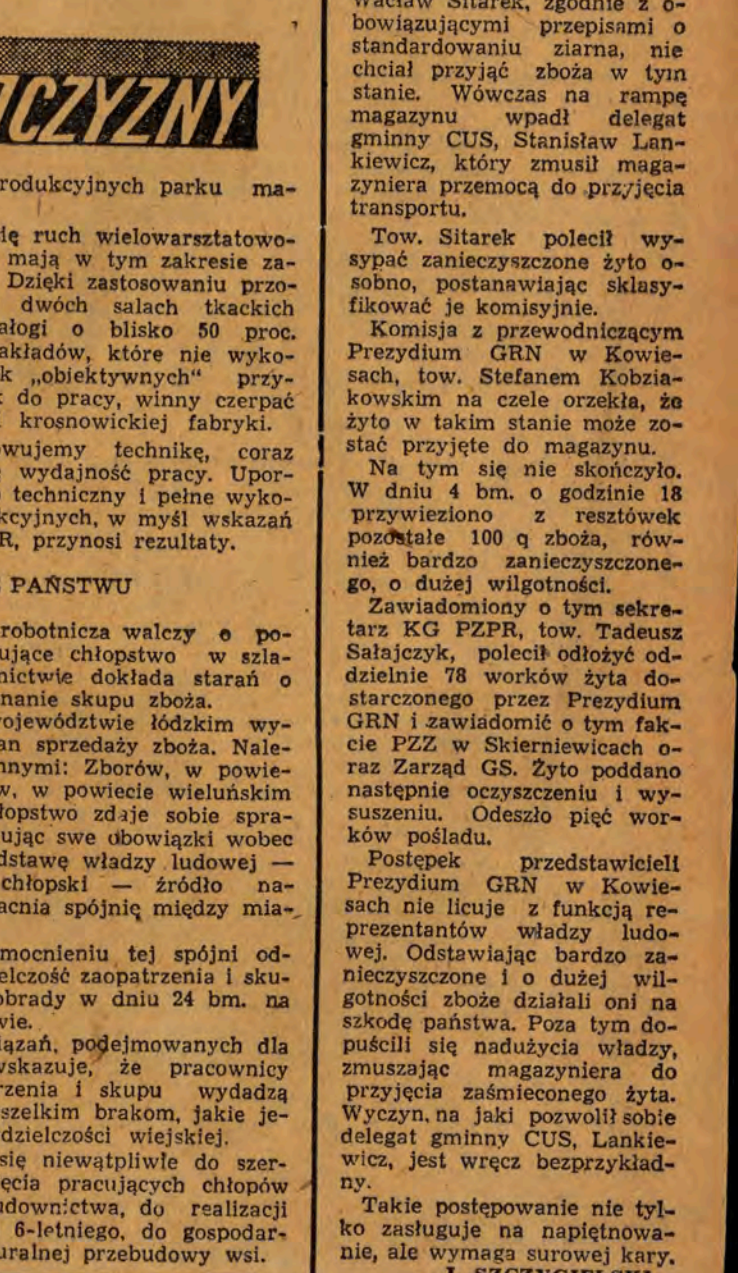 CZYZNY
rodukcyjnych parku ma-
ię ruch wielowarsztatowo-
mają w tym zakresie za-
Dzięki zastosowaniu przo-
dwóch salach tkackich
ałogi o blisko 50 proc.
akładów, które nie wyko-
k „obiektywnych“ przy-
do pracy, winny czerpać
krosnowickiej fabryki.
wujemy technikę, coraz
wydajność pracy. Upor-
techniczny i pełne wyko-
kcyjnych, w myśl wskazań
R, przynosi rezultaty.
PAŃSTWU
robotnicza walczy o po-
ujące chłopstwo w szla-
nictwie dokłada starań o
nanie skupu zboża.
ojewództwie łódzkim wy-
an sprzedaży zboża. Nale-
nnymi: Zborów, w powie-
w, w powiecie wieluńskim
łopstwo zdaje sobie spra-
ując swe obowiązki wobec
dstawę władzy ludowej —
chłopski — źródło na-
acnia spójnię między mia-
mocnieniu tej spójni od-
elczość zaopatrzenia i sku-
obrady w dniu 24 bm. na
wie.
ązań, podejmowanych dla
wskazuje, że pracownicy
rzenia i skupu wydadzą
szelkim brakom, jakie je-
dzielczości wiejskiej.
się niewątpliwie do szer-
ęcia pracujących chłopów
udownictwa, do realizacji
6-letniego, do gospodar-
uralnej przebudowy wsi.
Wacław Sitarek, zgodnie z o-
bowiązującymi przepisami o
standardowaniu ziarna, nie
chciał przyjąć zboża w tym
stanie. Wówczas na rampę
magazynu wpadł delegat
gminny CUS, Stanisław Lan-
kiewicz, który zmusił maga-
zyniera przemocą do przyjęcia
transportu.
Tow. Sitarek polecił wy-
sypać zanieczyszczone żyto o-
sobno, postanawiając sklasy-
fikować je komisyjnie.
Komisja z przewodniczącym
Prezydium GRN w Kowie-
sach, tow. Stefanem Kobzia-
kowskim na czele orzekła, że
żyto w takim stanie może zo-
stać przyjęte do magazynu.
Na tym się nie skończyło.
W dniu 4 bm. o godzinie 18
przywieziono z resztówek
pozostałe 100 q zboża, rów-
nież bardzo zanieczyszczone-
go, o dużej wilgotności.
Zawiadomiony o tym sekre-
tarz KG PZPR, tow. Tadeusz
Sałajczyk, polecił odłożyć od-
dzielnie 78 worków żyta do-
starczonego przez Prezydium
GRN i zawiadomić o tym fak-
cie PZZ w Skierniewicach o-
raz Zarząd GS. Żyto poddano
następnie oczyszczeniu i wy-
suszeniu. Odeszło pięć wor-
ków pośladu.
Postępek przedstawicieli
Prezydium GRN w Kowie-
sach nie licuje z funkcją re-
prezentantów władzy ludo-
wej. Odstawiając bardzo za-
nieczyszczone i o dużej wil-
gotności zboże działali oni na
szkodę państwa. Poza tym do-
puścili się nadużycia władzy,
zmuszając magazyniera do
przyjęcia zaśmieconego żyta.
Wyczyn, na jaki pozwolił sobie
delegat gminny CUS, Lankie-
wicz, jest wręcz bezprzykład-
ny.
Takie postępowanie nie tyl-
ko zasługuje na napiętnowa-
nie, ale wymaga surowej kary.